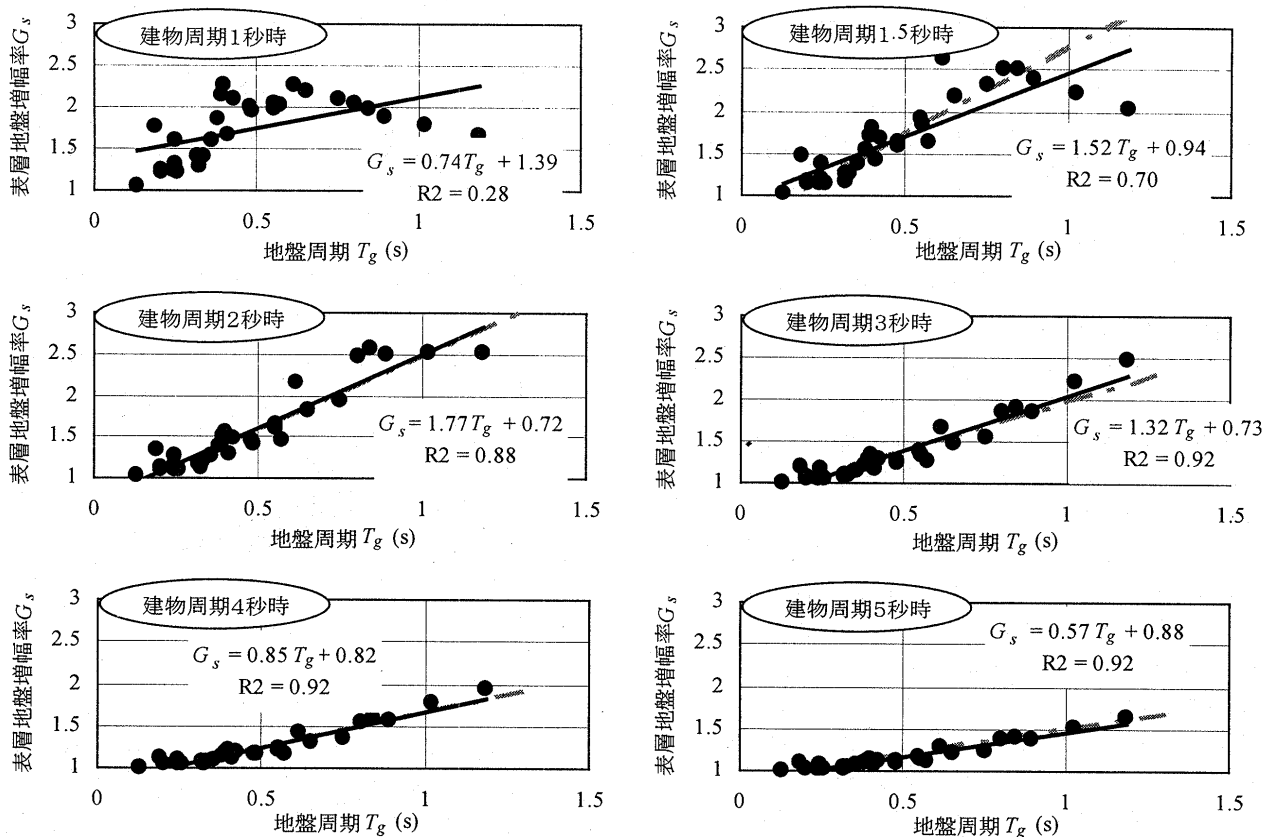 表層地盤増幅率Gs
建物周期1秒時
3
2.5
2
1.5
1
Gs = 0.74Tg + 1.39
R2 = 0.28
0 0.5 1 1.5
地盤周期 Tg (s)
表層地盤増幅率Gs
建物周期1.5秒時
3
2.5
2
1.5
1
Gs = 1.52 Tg + 0.94
R2 = 0.70
0 0.5 1 1.5
地盤周期 Tg (s)
表層地盤増幅率Gs
建物周期2秒時
3
2.5
2
1.5
1
Gs = 1.77Tg + 0.72
R2 = 0.88
0 0.5 1 1.5
地盤周期 Tg (s)
表層地盤増幅率Gs
建物周期3秒時
3
2.5
2
1.5
1
Gs = 1.32 Tg + 0.73
R2 = 0.92
0 0.5 1 1.5
地盤周期 Tg (s)
表層地盤増幅率Gs
建物周期4秒時
3
2.5
2
1.5
1
Gs = 0.85 Tg + 0.82
R2 = 0.92
0 0.5 1 1.5
地盤周期 Tg (s)
表層地盤増幅率Gs
建物周期5秒時
3
2.5
2
1.5
1
Gs = 0.57 Tg + 0.88
R2 = 0.92
0 0.5 1 1.5
地盤周期 Tg (s)